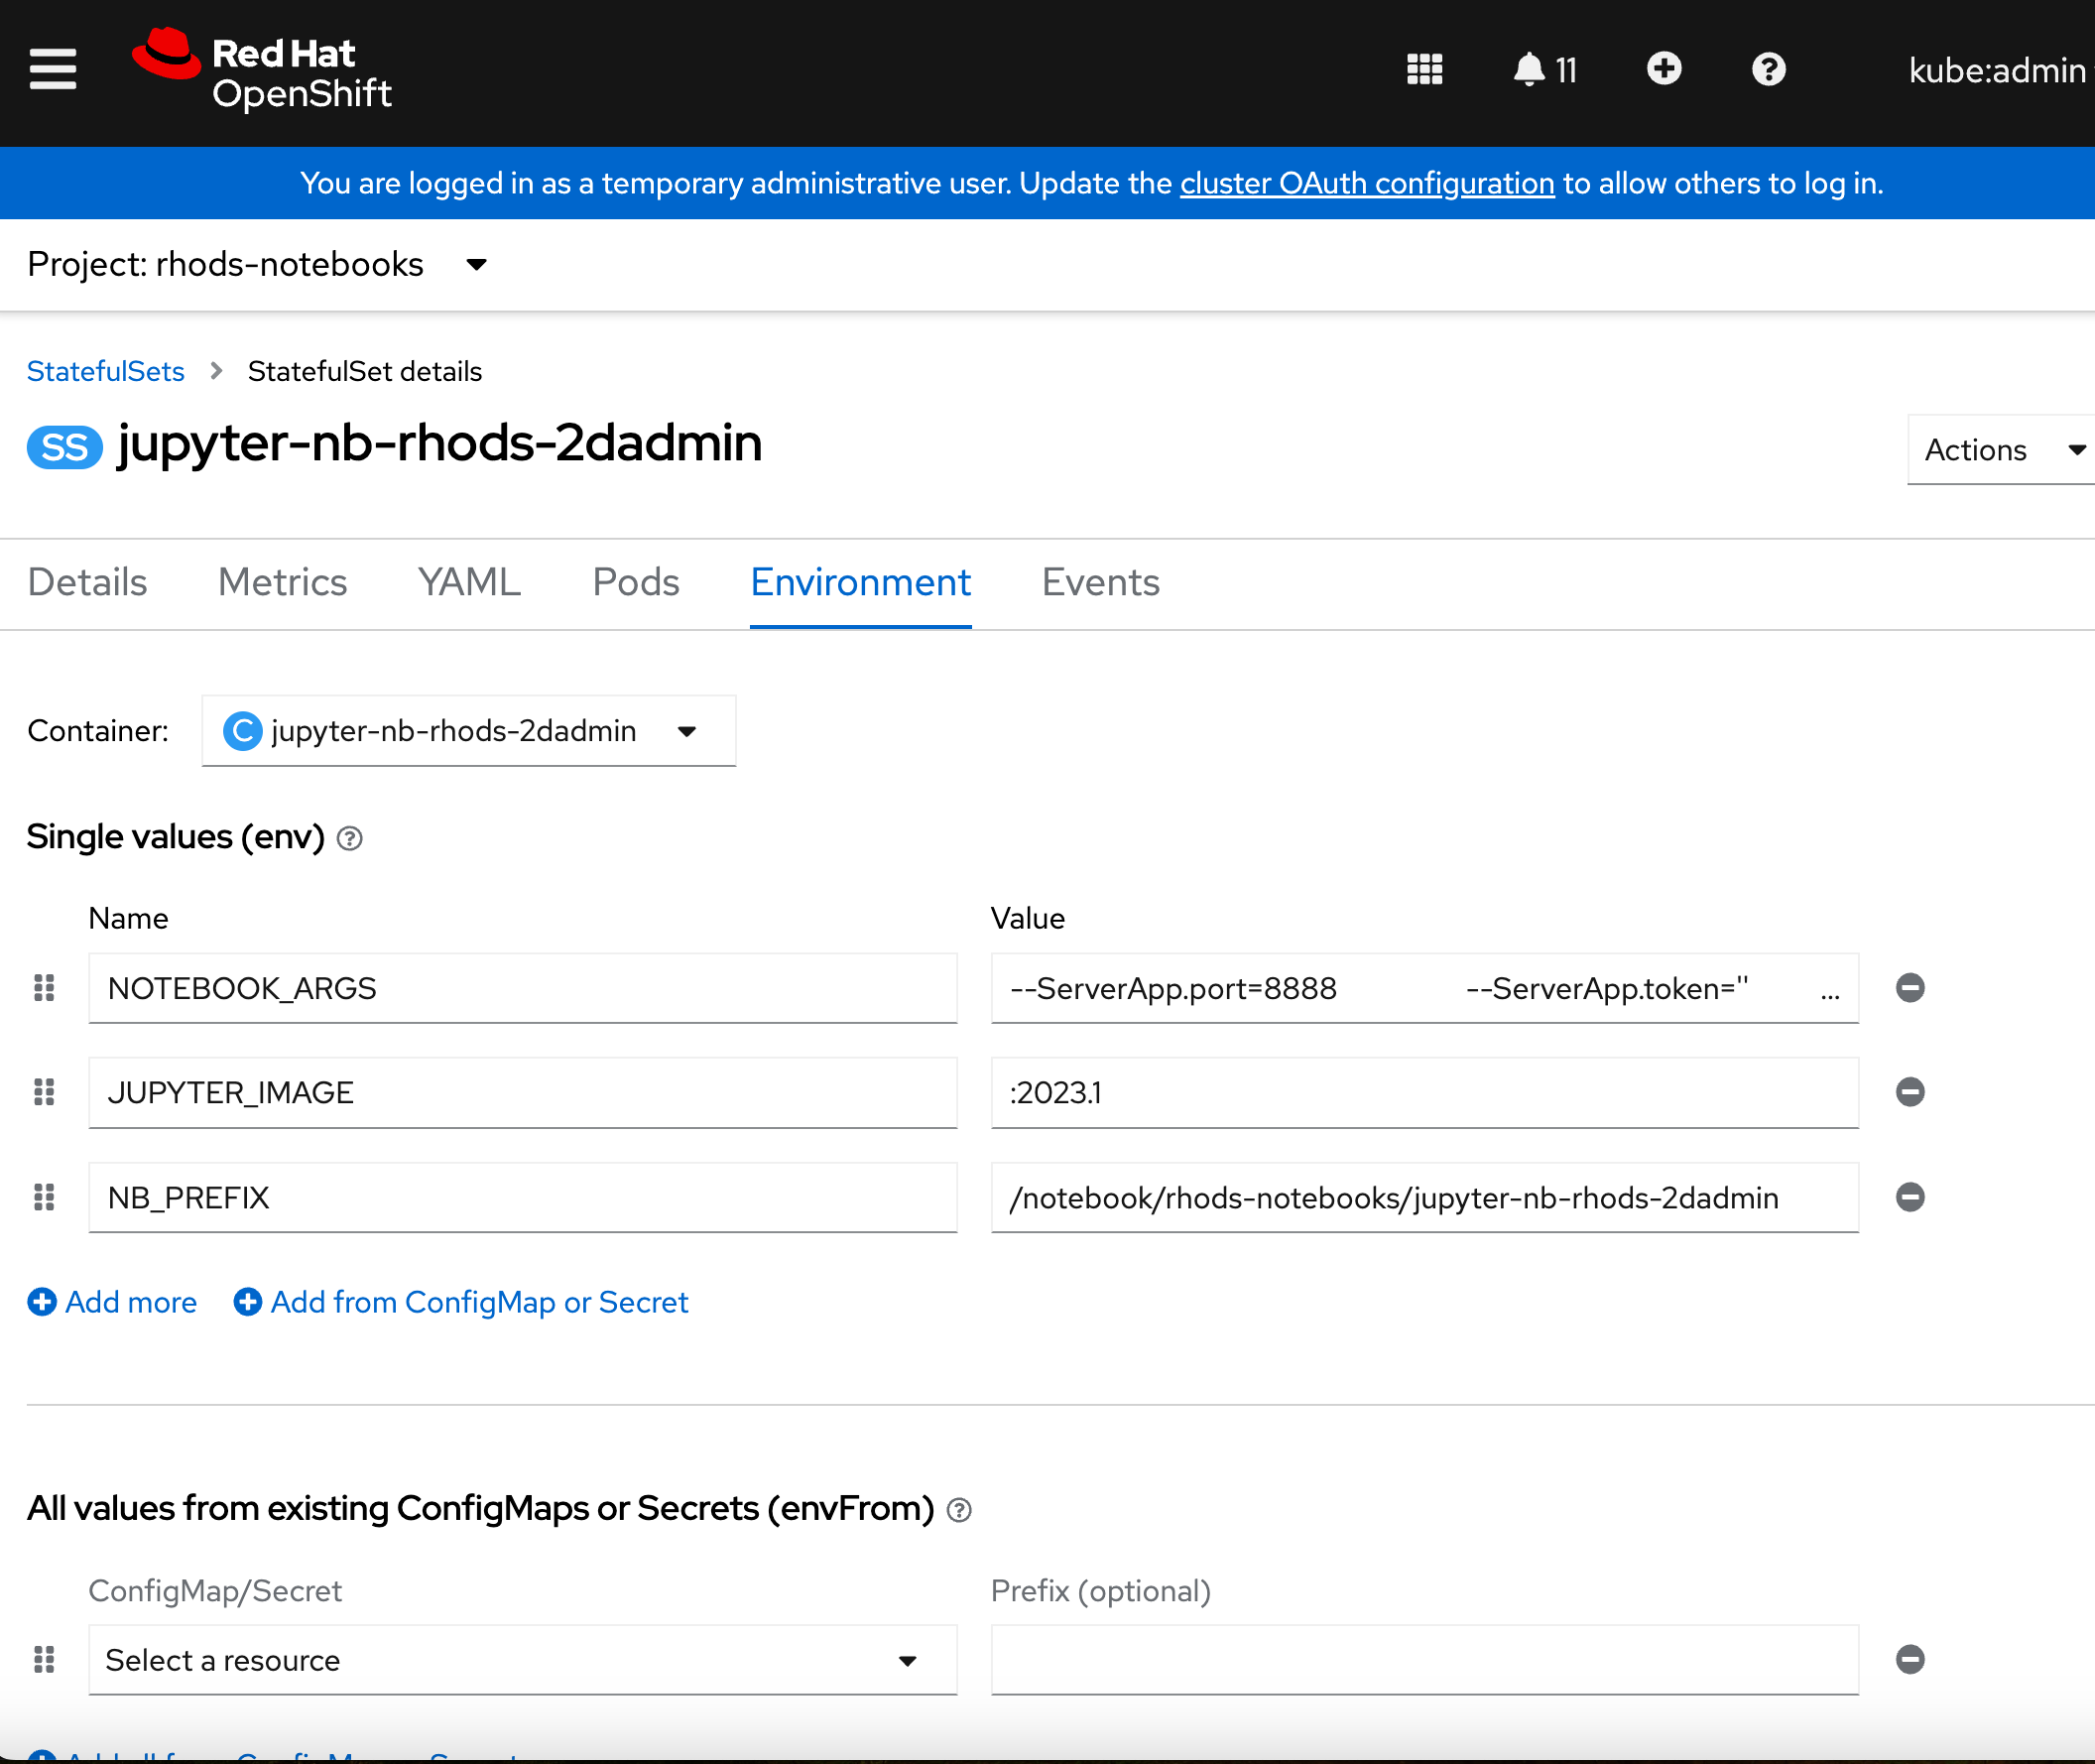 Red Hat
OpenShift
11
kube:admin
You are logged in as a temporary administrative user. Update the cluster OAuth configuration to allow others to log in.
Project: rhods-notebooks
StatefulSets > StatefulSet details
SS jupyter-nb-rhods-2dadmin
Actions
Details Metrics YAML Pods Environment Events
Container: C jupyter-nb-rhods-2dadmin
Single values (env)
Name Value
NOTEBOOK_ARGS --ServerApp.port=8888 --ServerApp.token='' ...
JUPYTER_IMAGE :2023.1
NB_PREFIX /notebook/rhods-notebooks/jupyter-nb-rhods-2dadmin
Add more Add from ConfigMap or Secret
All values from existing ConfigMaps or Secrets (envFrom)
ConfigMap/Secret Prefix (optional)
Select a resource